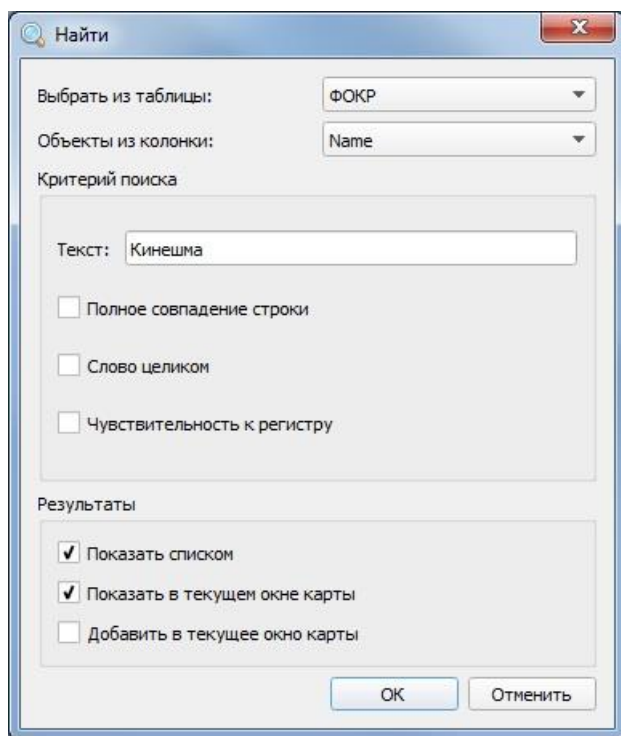 Найти
Выбрать из таблицы: ФОКР
Объекты из колонки: Name
Критерий поиска
Текст: Кинешма
Полное совпадение строки
Слово целиком
Чувствительность к регистру
Результаты
Показать списком
Показать в текущем окне карты
Добавить в текущее окно карты
ОК Отменить